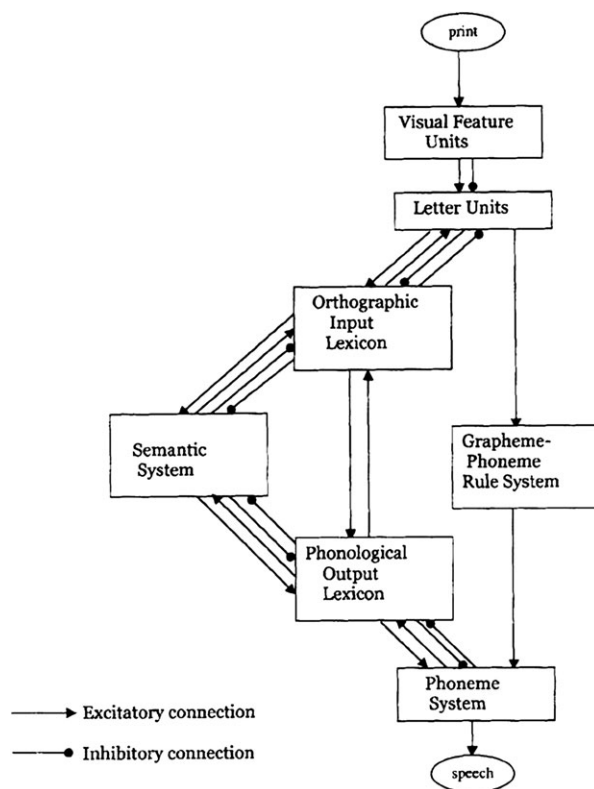 print
Visual Feature
Units
Letter Units
Orthographic
Input
Lexicon
Semantic
System
Grapheme-
Phoneme
Rule System
Phonological
Output
Lexicon
Phoneme
System
Excitatory connection
Inhibitory connection
speech